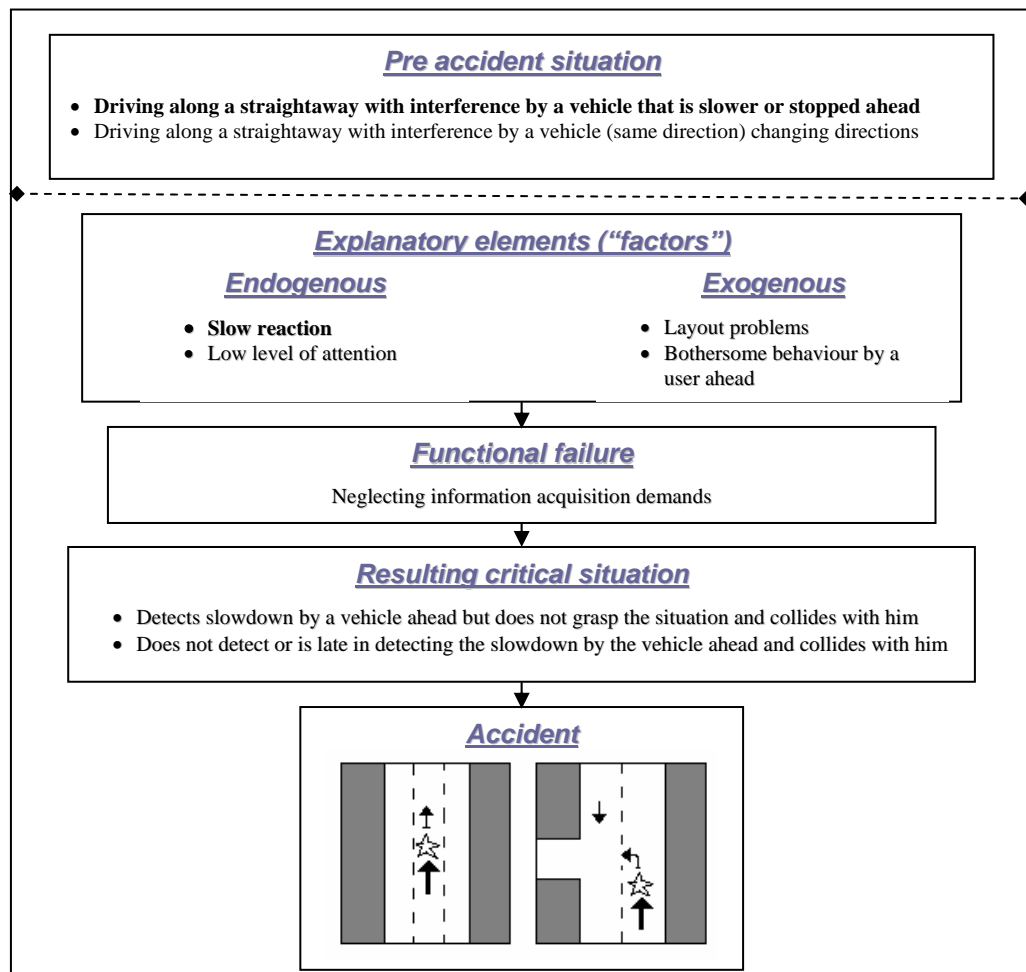 Pre accident situation
• Driving along a straightaway with interference by a vehicle that is slower or stopped ahead
• Driving along a straightaway with interference by a vehicle (same direction) changing directions
Explanatory elements (“factors”)
Endogenous
• Slow reaction
• Low level of attention
Exogenous
• Layout problems
• Bothersome behaviour by a
user ahead
Functional failure
Neglecting information acquisition demands
Resulting critical situation
• Detects slowdown by a vehicle ahead but does not grasp the situation and collides with him
• Does not detect or is late in detecting the slowdown by the vehicle ahead and collides with him
Accident